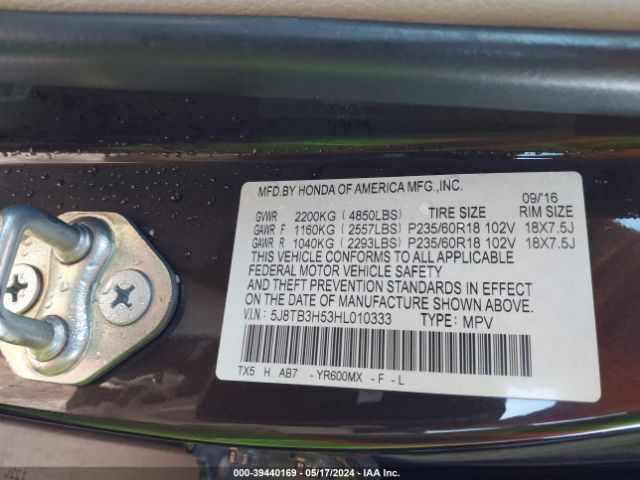 MFD.BY HONDA OF AMERICA MFG.,INC.
09/'16
GVWR 2200KG (4850LBS) TIRE SIZE RIM SIZE
GAWR F 1160KG (2557LBS) P235/60R18 102V 18X7.5J
GAWR R 1040KG (2293LBS) P235/60R18 102V 18X7.5J
THIS VEHICLE CONFORMS TO ALL APPLICABLE
FEDERAL MOTOR VEHICLE SAFETY
AND THEFT PREVENTION STANDARDS IN EFFECT
ON THE DATE OF MANUFACTURE SHOWN ABOVE.
V.I.N.: 5J8TB3H53HL010333 TYPE: MPV
TX5 H AB7 -YR600MX -F -L
000-39440169 - 05/17/2024 - IAA Inc.